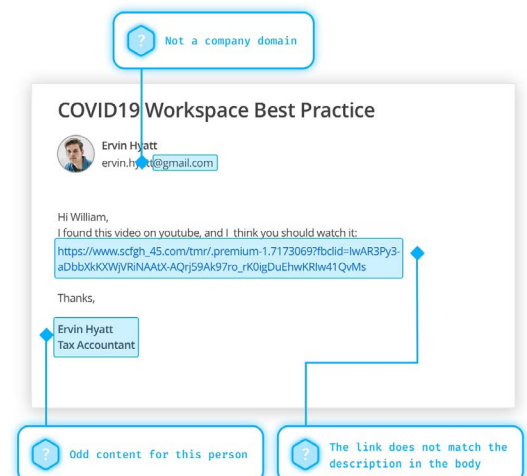 ? Not a company domain
COVID19 Workspace Best Practice
Ervin Hyatt
ervin.hyatt@gmail.com
Hi William,
I found this video on youtube, and I think you should watch it:
https://www.scfgh_45.com/tmr/.premium-1.7173069?fbclid=IwAR3Py3-
aDbbXkKXWjVRiNAAtX-AQrj59Ak97ro_rK0igDuEhwKRIw41QvMs
Thanks,
Ervin Hyatt
Tax Accountant
? Odd content for this person
? The link does not match the
description in the body